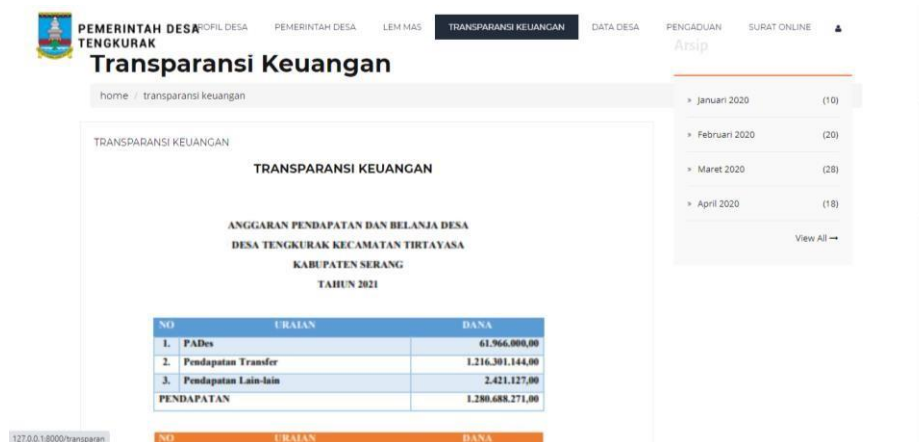 PEMERINTAH DESA
TENGKURAK
PROFIL DESA
PEMERINTAH DESA
LEM MAS
TRANSPARANSI KEUANGAN
DATA DESA
PENGADUAN
SURAT ONLINE
Transparansi Keuangan
home / transparansi keuangan
TRANSPARANSI KEUANGAN
TRANSPARANSI KEUANGAN
ANGGARAN PENDAPATAN DAN BELANJA DESA
DESA TENGKURAK KECAMATAN TIRTAYASA
KABUPATEN SERANG
TAHUN 2021
NO URAIAN DANA
1. PADes 61.966.000,00
2. Pendapatan Transfer 1.216.301.144,00
3. Pendapatan Lain-lain 2.421.127,00
PENDAPATAN 1.280.688.271,00
NO URAIAN DANA
Arsip
» Januari 2020 (10)
» Februari 2020 (20)
» Maret 2020 (28)
» April 2020 (18)
View All →
127.0.0.1:8000/transparan